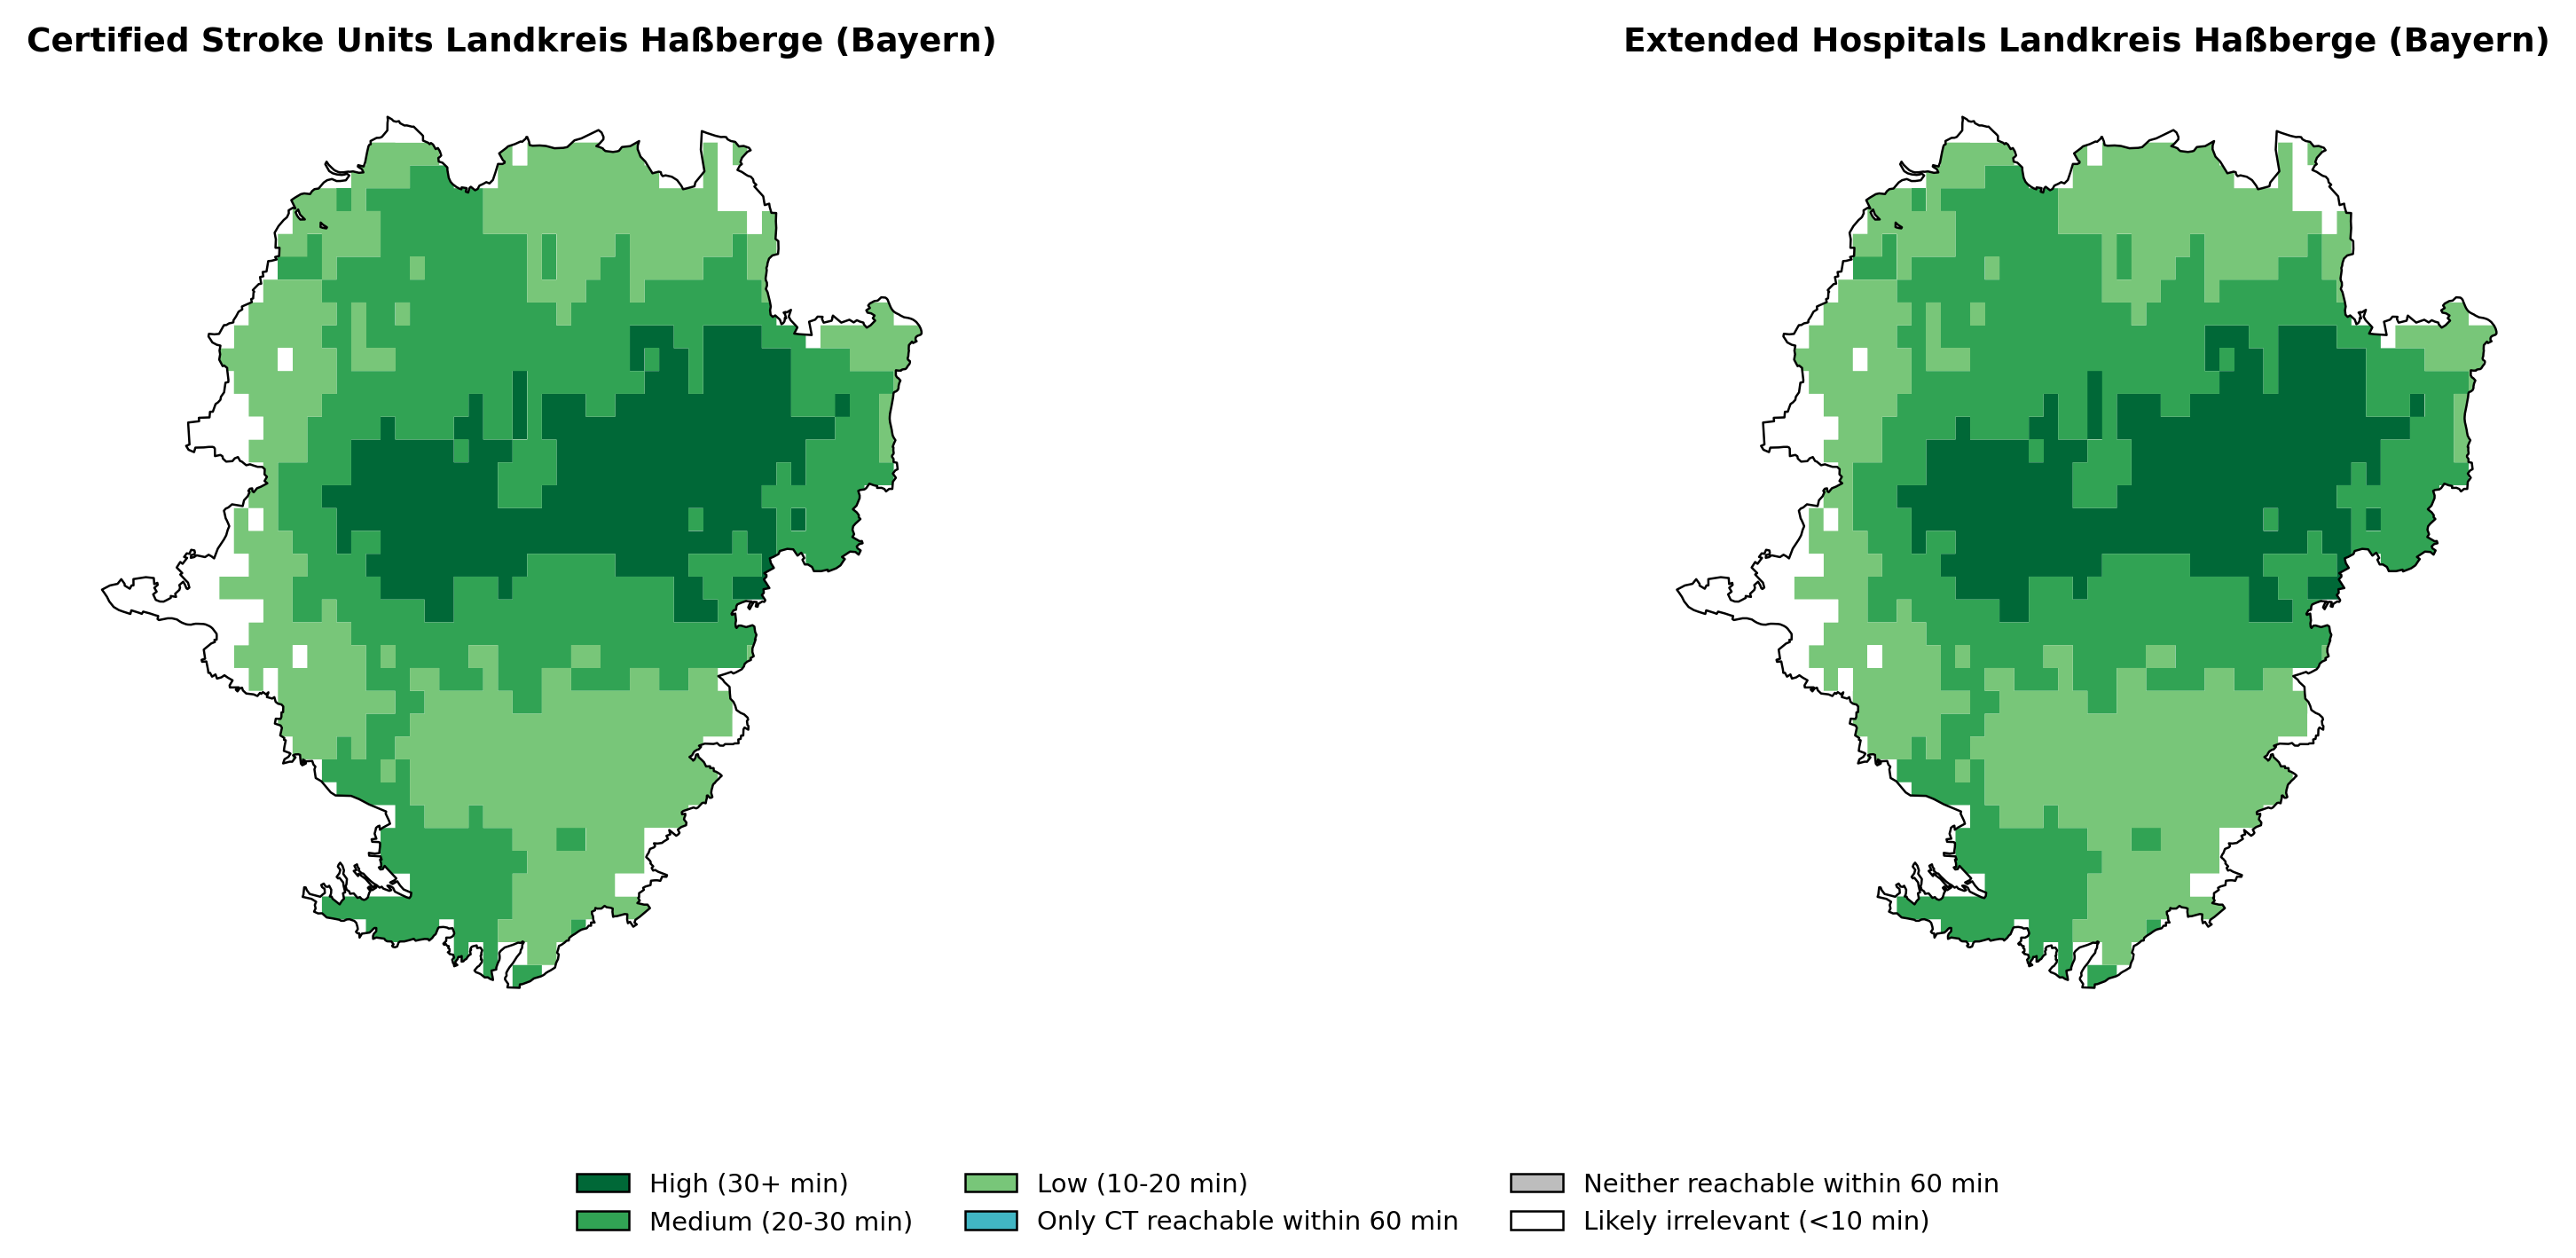 Certified Stroke Units Landkreis Haßberge (Bayern)
Extended Hospitals Landkreis Haßberge (Bayern)
High (30+ min)
Medium (20-30 min)
Low (10-20 min)
Only CT reachable within 60 min
Neither reachable within 60 min
Likely irrelevant (<10 min)